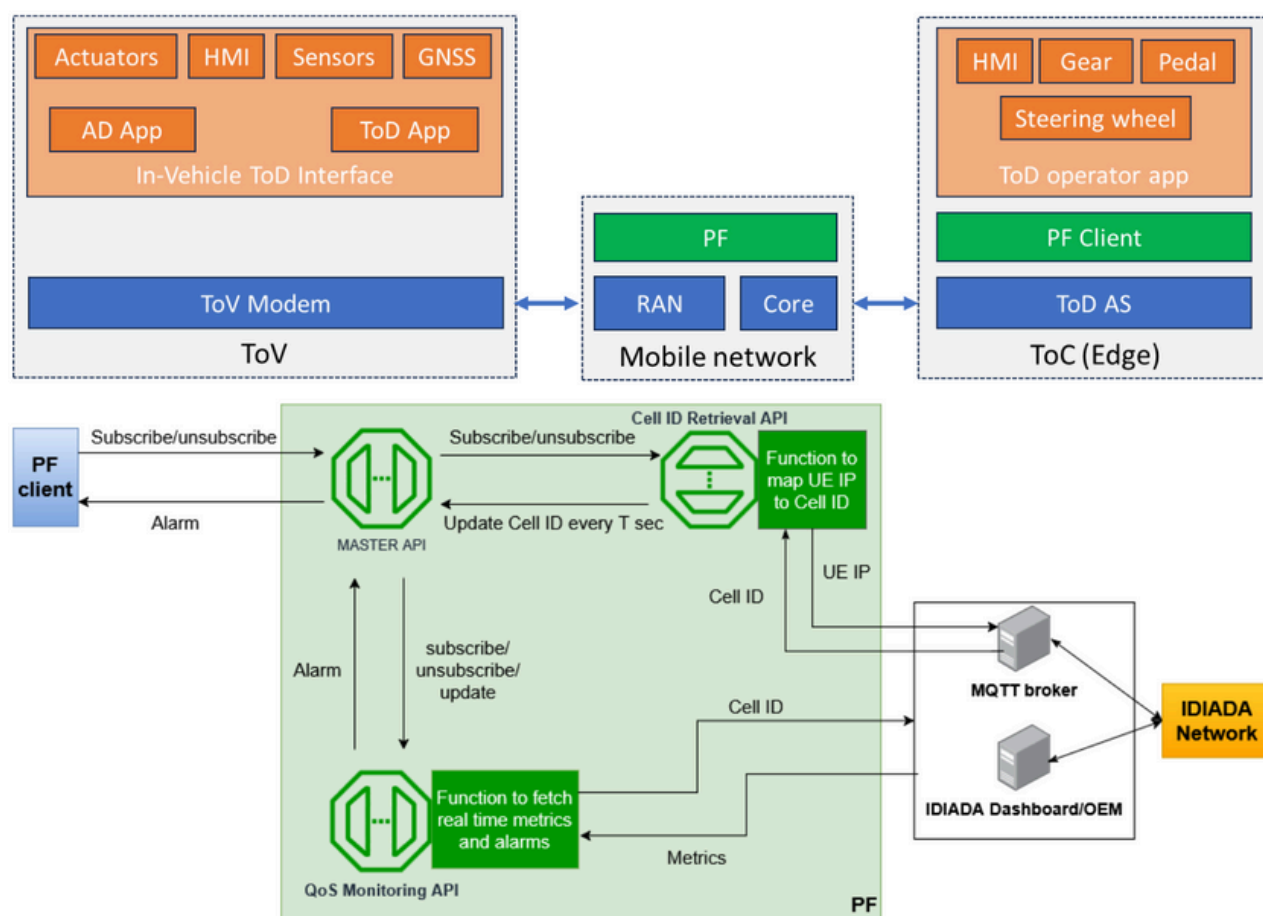 Actuators
HMI
Sensors
GNSS
AD App
ToD App
In-Vehicle ToD Interface
ToV Modem
ToV
PF
RAN
Core
Mobile network
HMI
Gear
Pedal
Steering wheel
ToD operator app
PF Client
ToD AS
ToC (Edge)
PF
client
Subscribe/unsubscribe
Alarm
MASTER API
Subscribe/unsubscribe
Update Cell ID every T sec
Cell ID Retrieval API
Function to
map UE IP
to Cell ID
UE IP
Cell ID
Alarm
subscribe/
unsubscribe/
update
MQTT broker
IDIADA
Network
Cell ID
IDIADA Dashboard/OEM
Function to fetch
real time metrics
and alarms
Metrics
QoS Monitoring API
PF